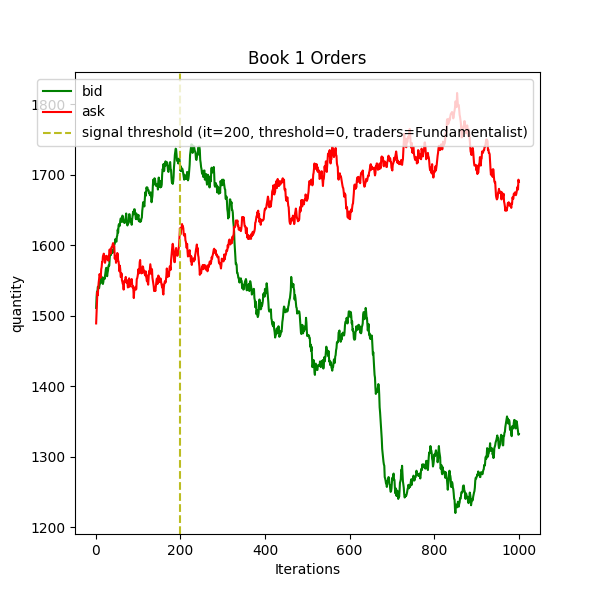 Book 1 Orders
bid
ask
signal threshold (it=200, threshold=0, traders=Fundamentalist)
1800
1700
1600
1500
1400
1300
1200
quantity
0 200 400 600 800 1000
Iterations